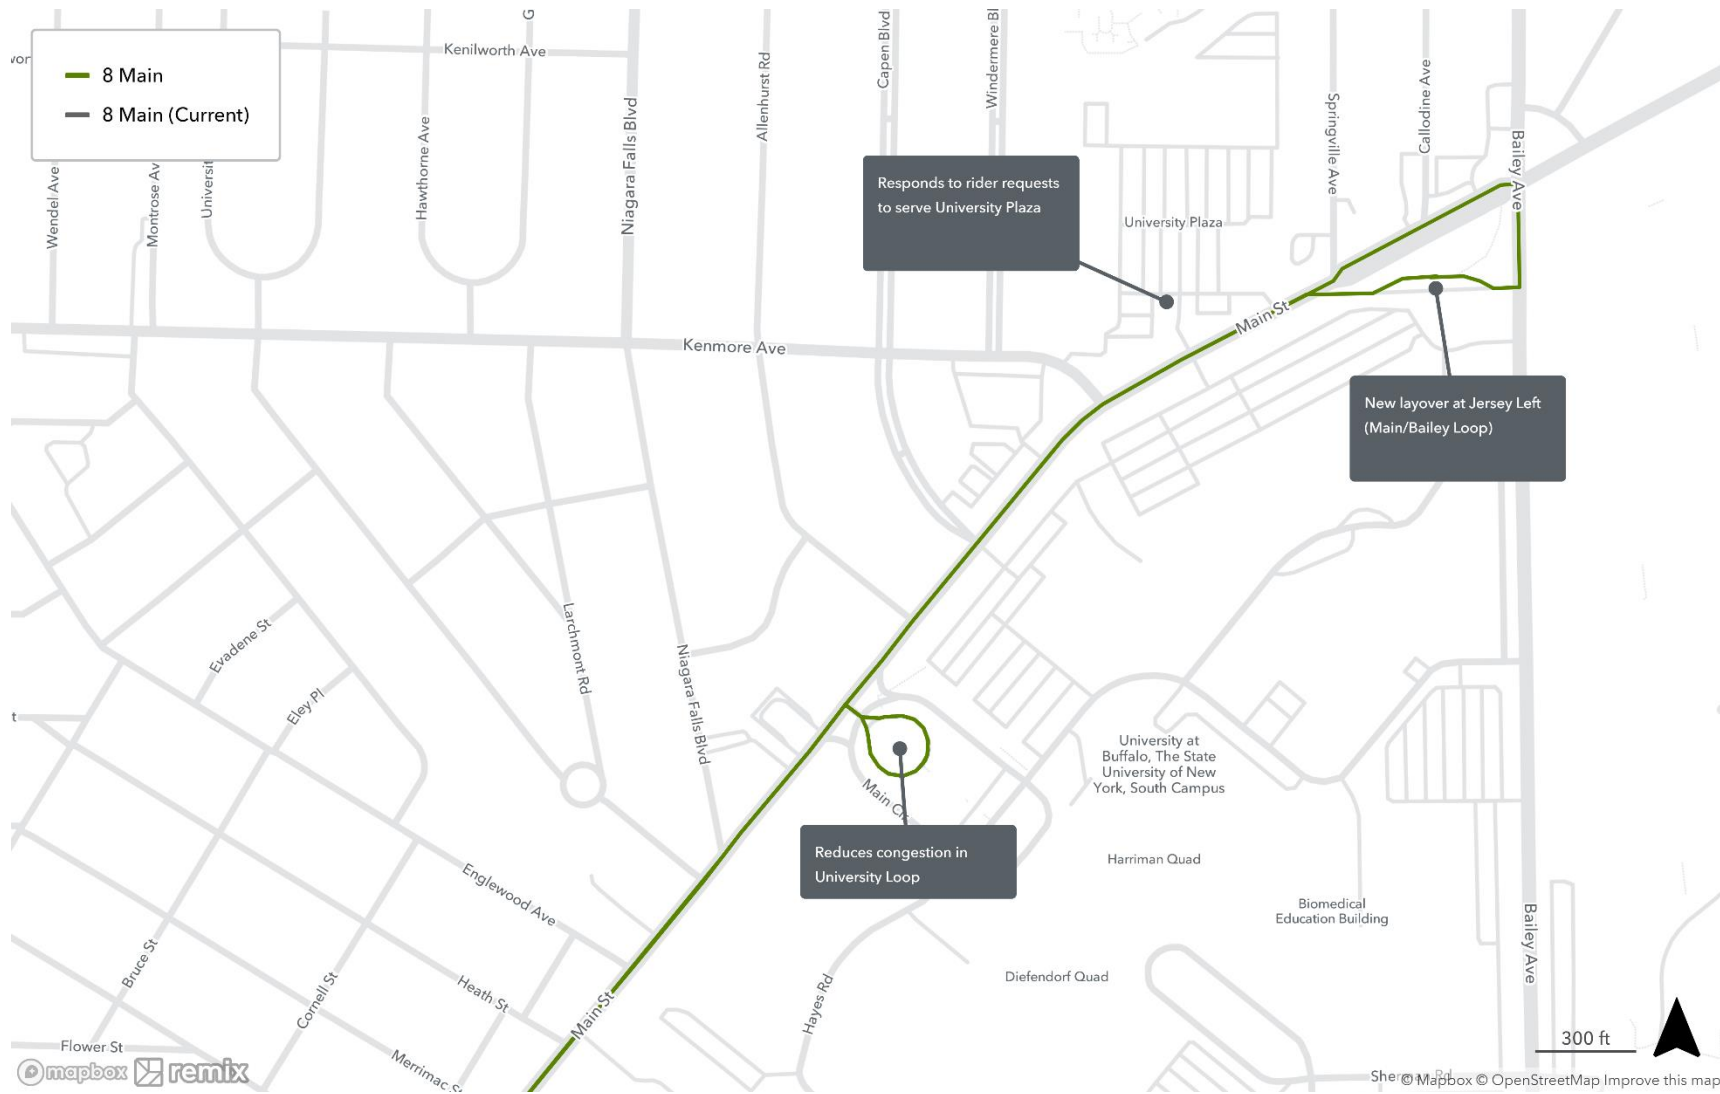 8 Main
8 Main (Current)
Kenilworth Ave
G
Wendel Ave
Montrose Av
Universit
Hawthorne Ave
Niagara Falls Blvd
Allenhurst Rd
Capen Blvd
Windermere Bl
Springville Ave
Callodine Ave
Bailey Ave
Responds to rider requests
to serve University Plaza
University Plaza
Main St
Kenmore Ave
New layover at Jersey Left
(Main/Bailey Loop)
Evadene St
Eley Pl
Larchmont Rd
Niagara Falls Blvd
t
Main Cir
University at
Buffalo, The State
University of New
York, South Campus
Reduces congestion in
University Loop
Harriman Quad
Englewood Ave
Biomedical
Education Building
Bailey Ave
Bruce St
Cornell St
Heath St
Main St
Hayes Rd
Diefendorf Quad
Flower St
Merrimac St
300 ft
mapbox remix
© Mapbox © OpenStreetMap Improve this map